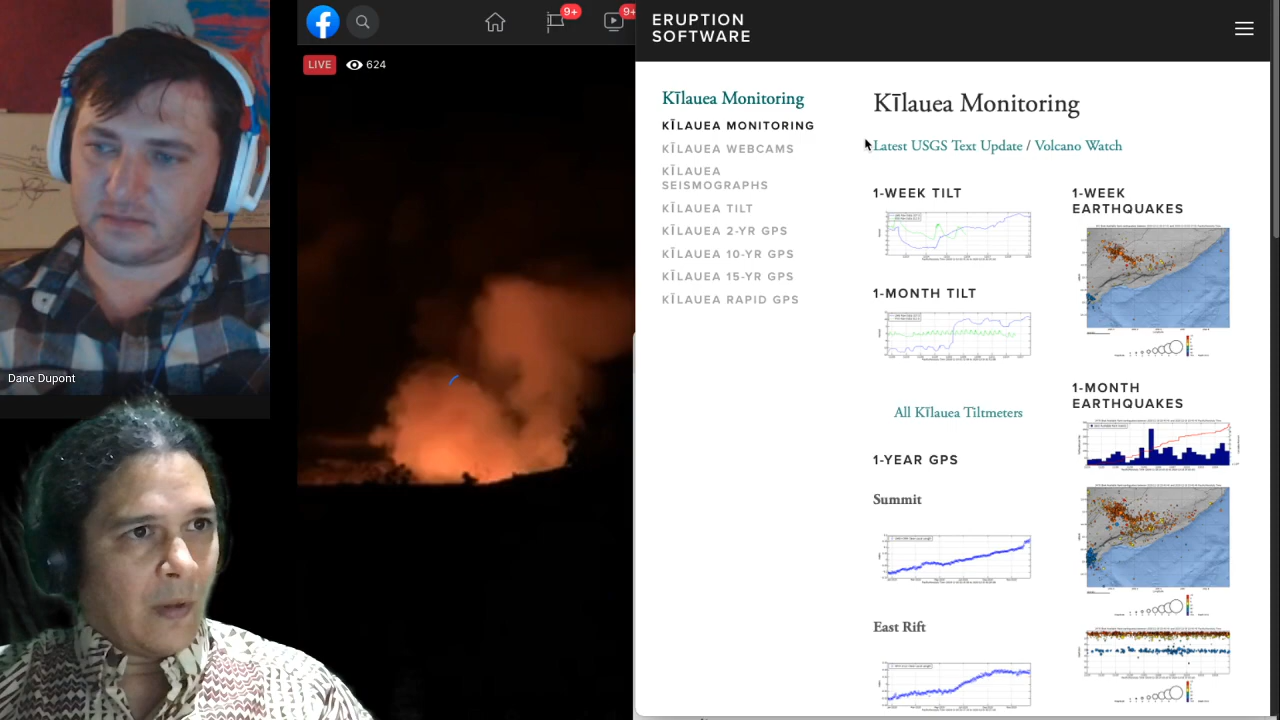 9+
9+
LIVE
624
Dane Dupont
ERUPTION
SOFTWARE
Kīlauea Monitoring
KĪLAUEA MONITORING
KĪLAUEA WEBCAMS
KĪLAUEA
SEISMOGRAPHS
KĪLAUEA TILT
KĪLAUEA 2-YR GPS
KĪLAUEA 10-YR GPS
KĪLAUEA 15-YR GPS
KĪLAUEA RAPID GPS
Kīlauea Monitoring
Latest USGS Text Update / Volcano Watch
1-WEEK TILT
1-MONTH TILT
All Kīlauea Tiltmeters
1-YEAR GPS
Summit
East Rift
1-WEEK
EARTHQUAKES
1-MONTH
EARTHQUAKES